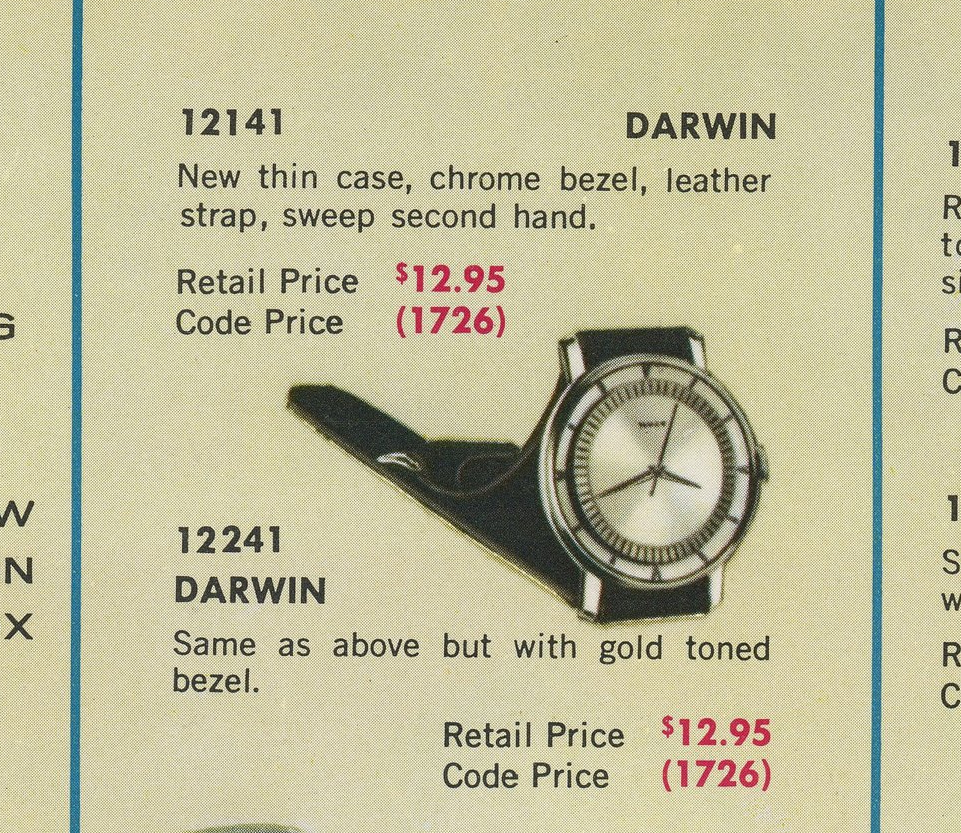 12141 DARWIN
New thin case, chrome bezel, leather
strap, sweep second hand.
Retail Price $12.95
Code Price (1726)
12241
DARWIN
Same as above but with gold toned
bezel.
Retail Price $12.95
Code Price (1726)
G
W
N
X